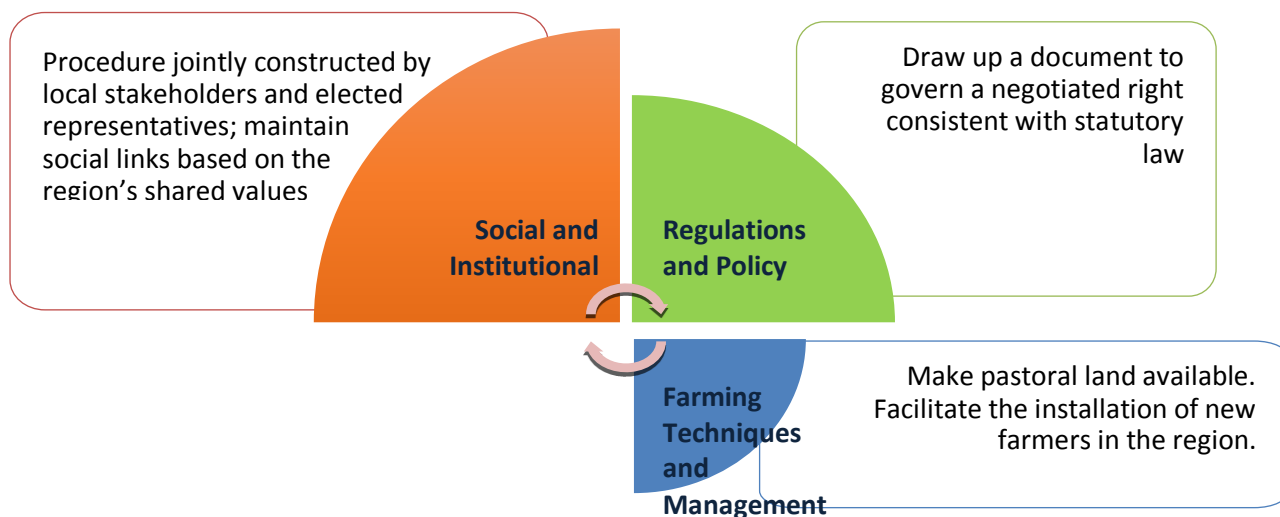 Procedure jointly constructed by
local stakeholders and elected
representatives; maintain
social links based on the
region’s shared values
Social and
Institutional
Draw up a document to
govern a negotiated right
consistent with statutory
law
Regulations
and Policy
Make pastoral land available.
Facilitate the installation of new
farmers in the region.
Farming
Techniques
and
Management